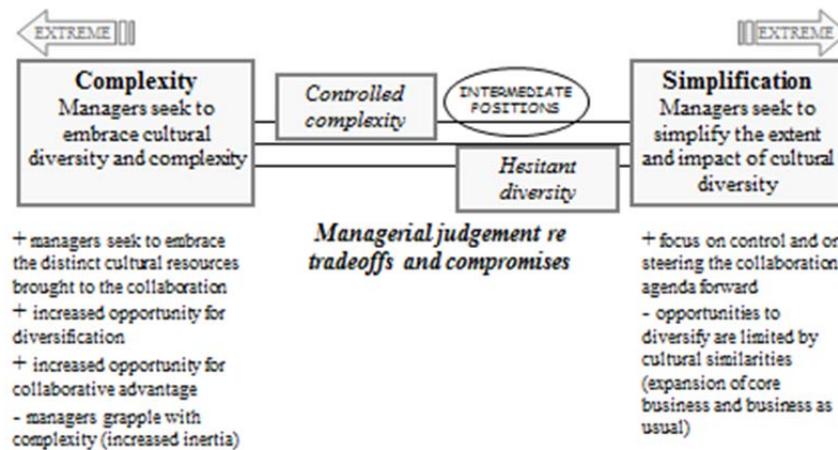 EXTREME
EXTREME
Complexity
Managers seek to
embrace cultural
diversity and complexity
Controlled
complexity
INTERMEDIATE
POSITIONS
Hesitant
diversity
Simplification
Managers seek to
simplify the extent
and impact of cultural
diversity
Managerial judgement re
tradeoffs and compromises
+ managers seek to embrace
the distinct cultural resources
brought to the collaboration
+ increased opportunity for
diversification
+ increased opportunity for
collaborative advantage
- managers grapple with
complexity (increased inertia)
+ focus on control and on
steering the collaboration
agenda forward
- opportunities to
diversify are limited by
cultural similarities
(expansion of core
business and business as
usual)